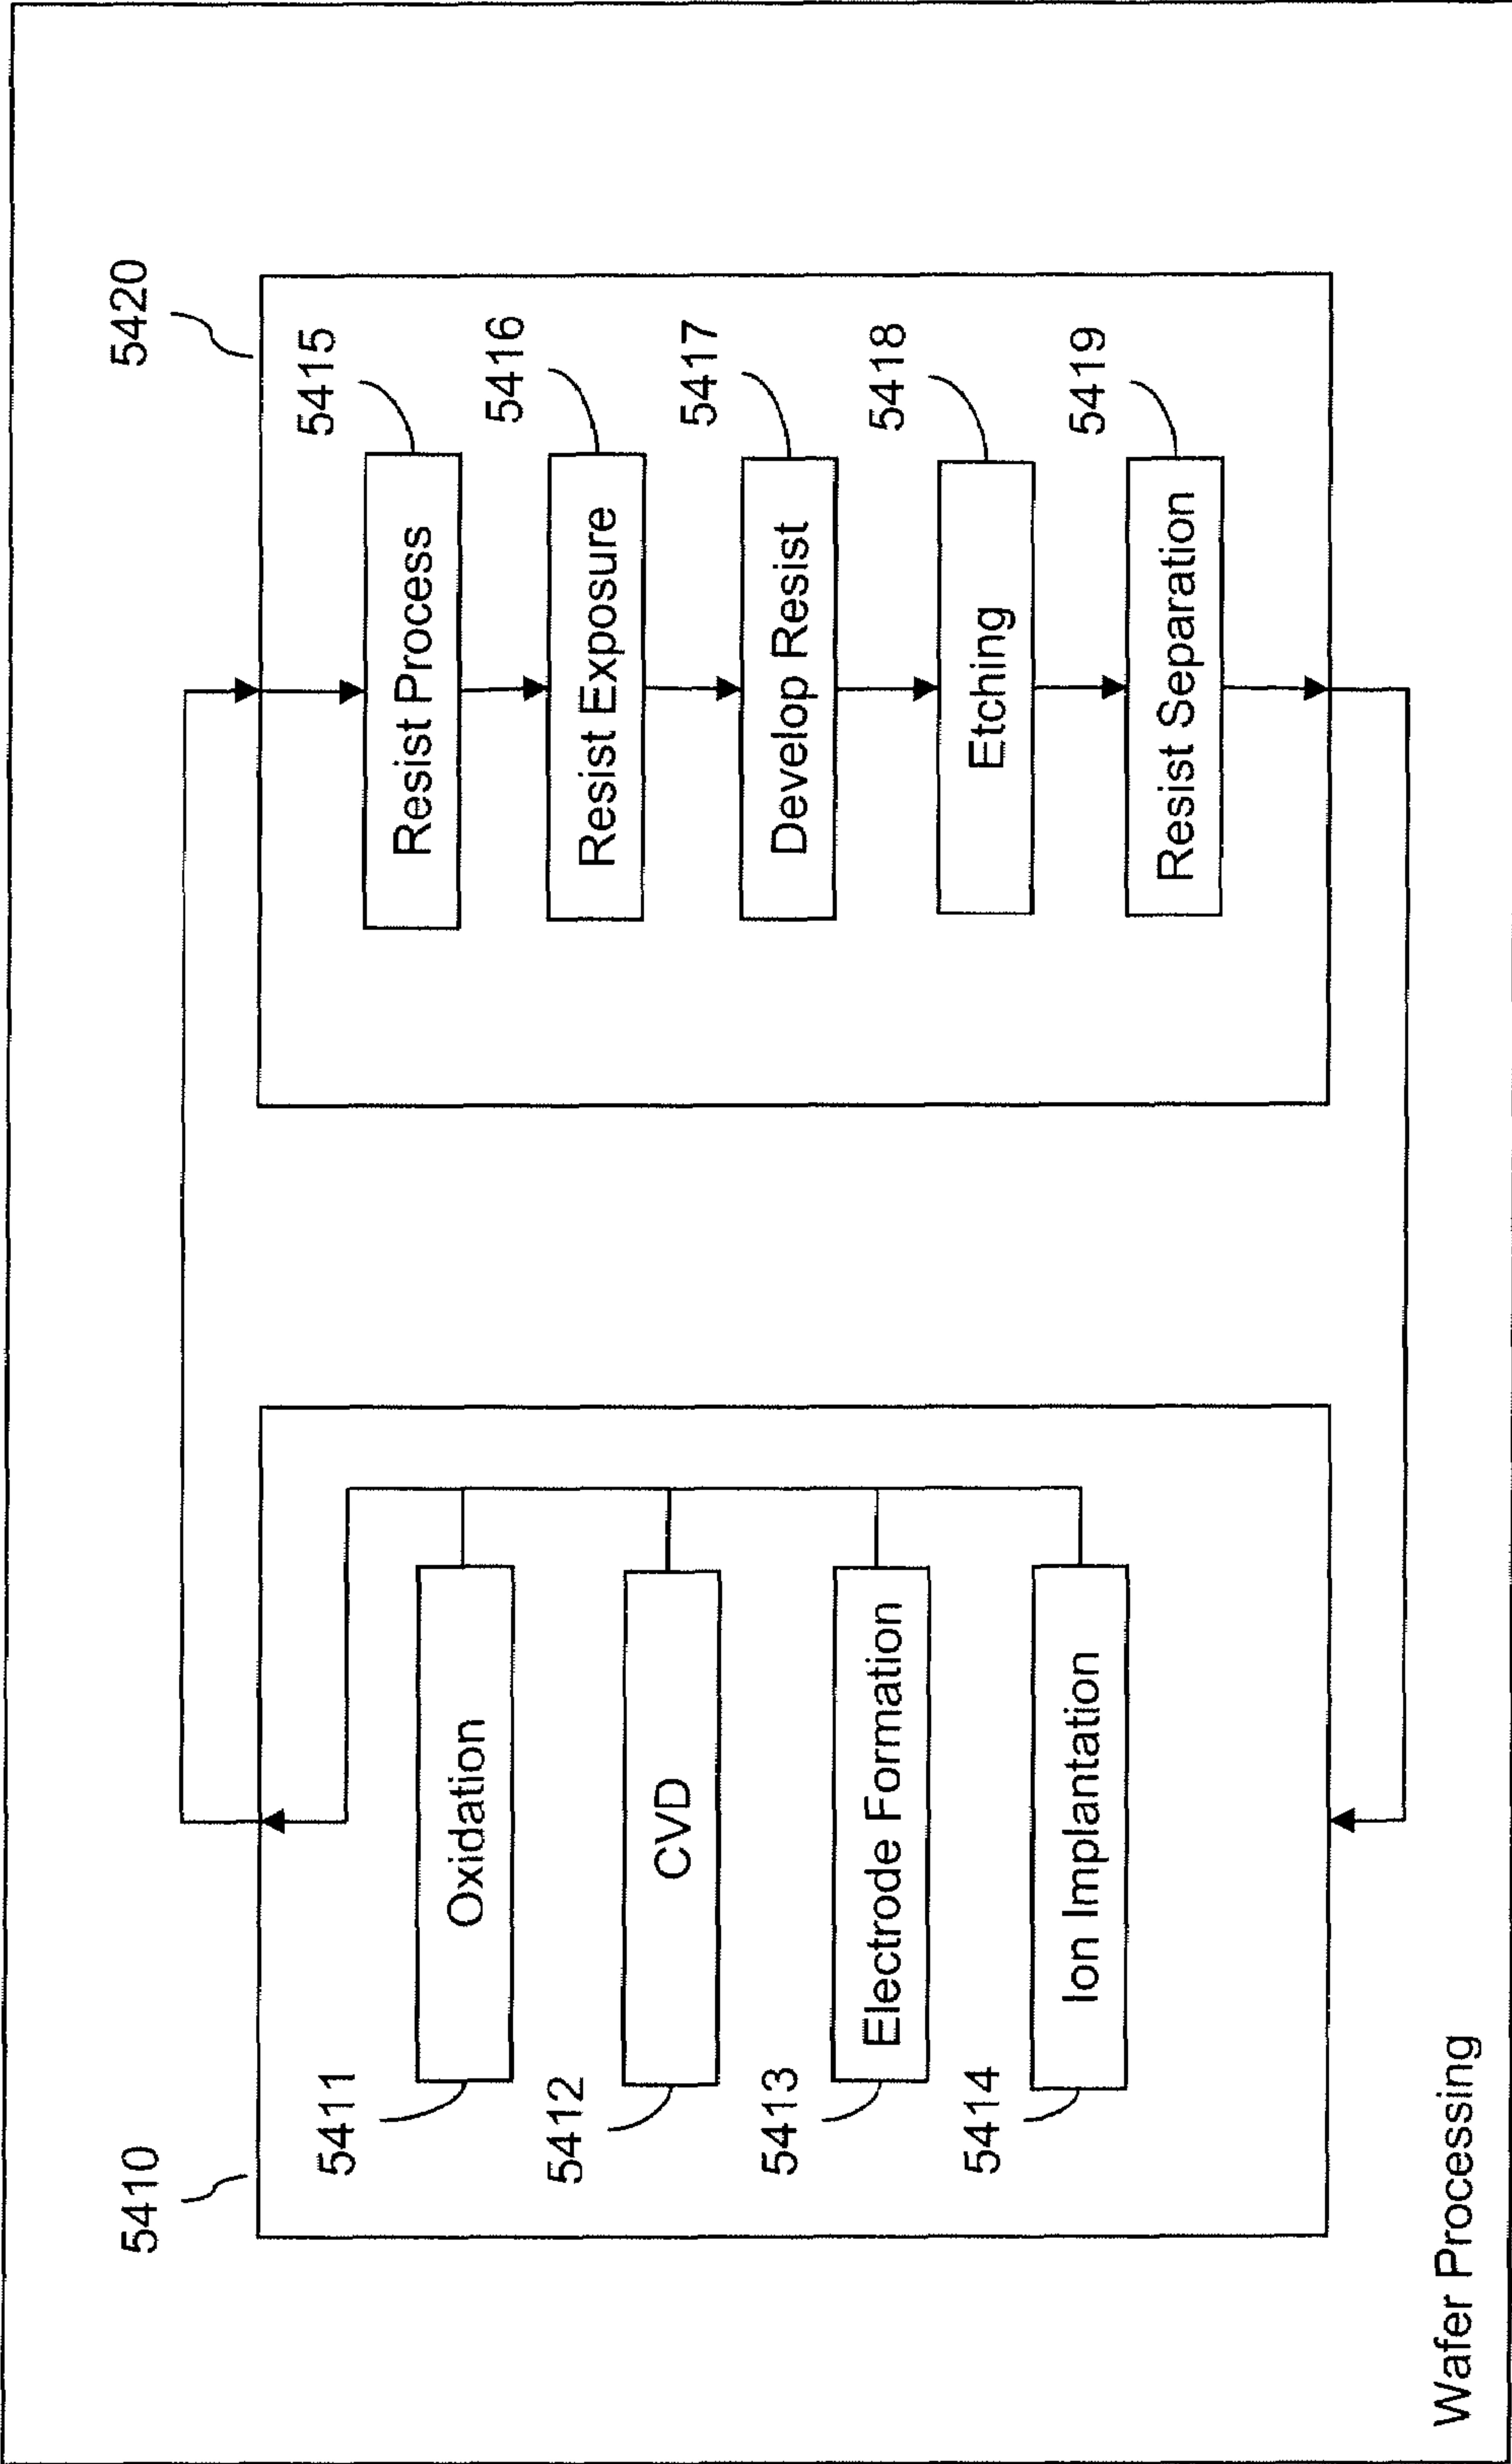 5410
5411
Oxidation
5412
CVD
5413
Electrode Formation
5414
Ion Implantation
5420
5415
Resist Process
5416
Resist Exposure
5417
Develop Resist
5418
Etching
5419
Resist Separation
Wafer Processing